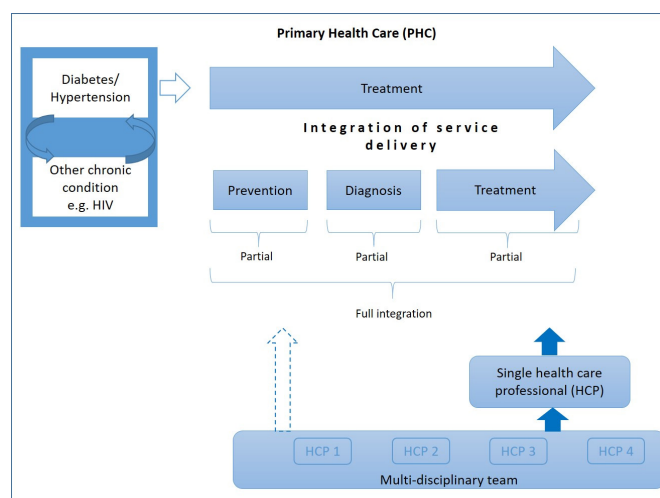 Primary Health Care (PHC)
Diabetes/
Hypertension
Other chronic
condition
e.g. HIV
Treatment
Integration of service
delivery
Prevention
Diagnosis
Treatment
Partial
Partial
Partial
Full integration
Single health care
professional (HCP)
HCP 1
HCP 2
HCP 3
HCP 4
Multi-disciplinary team